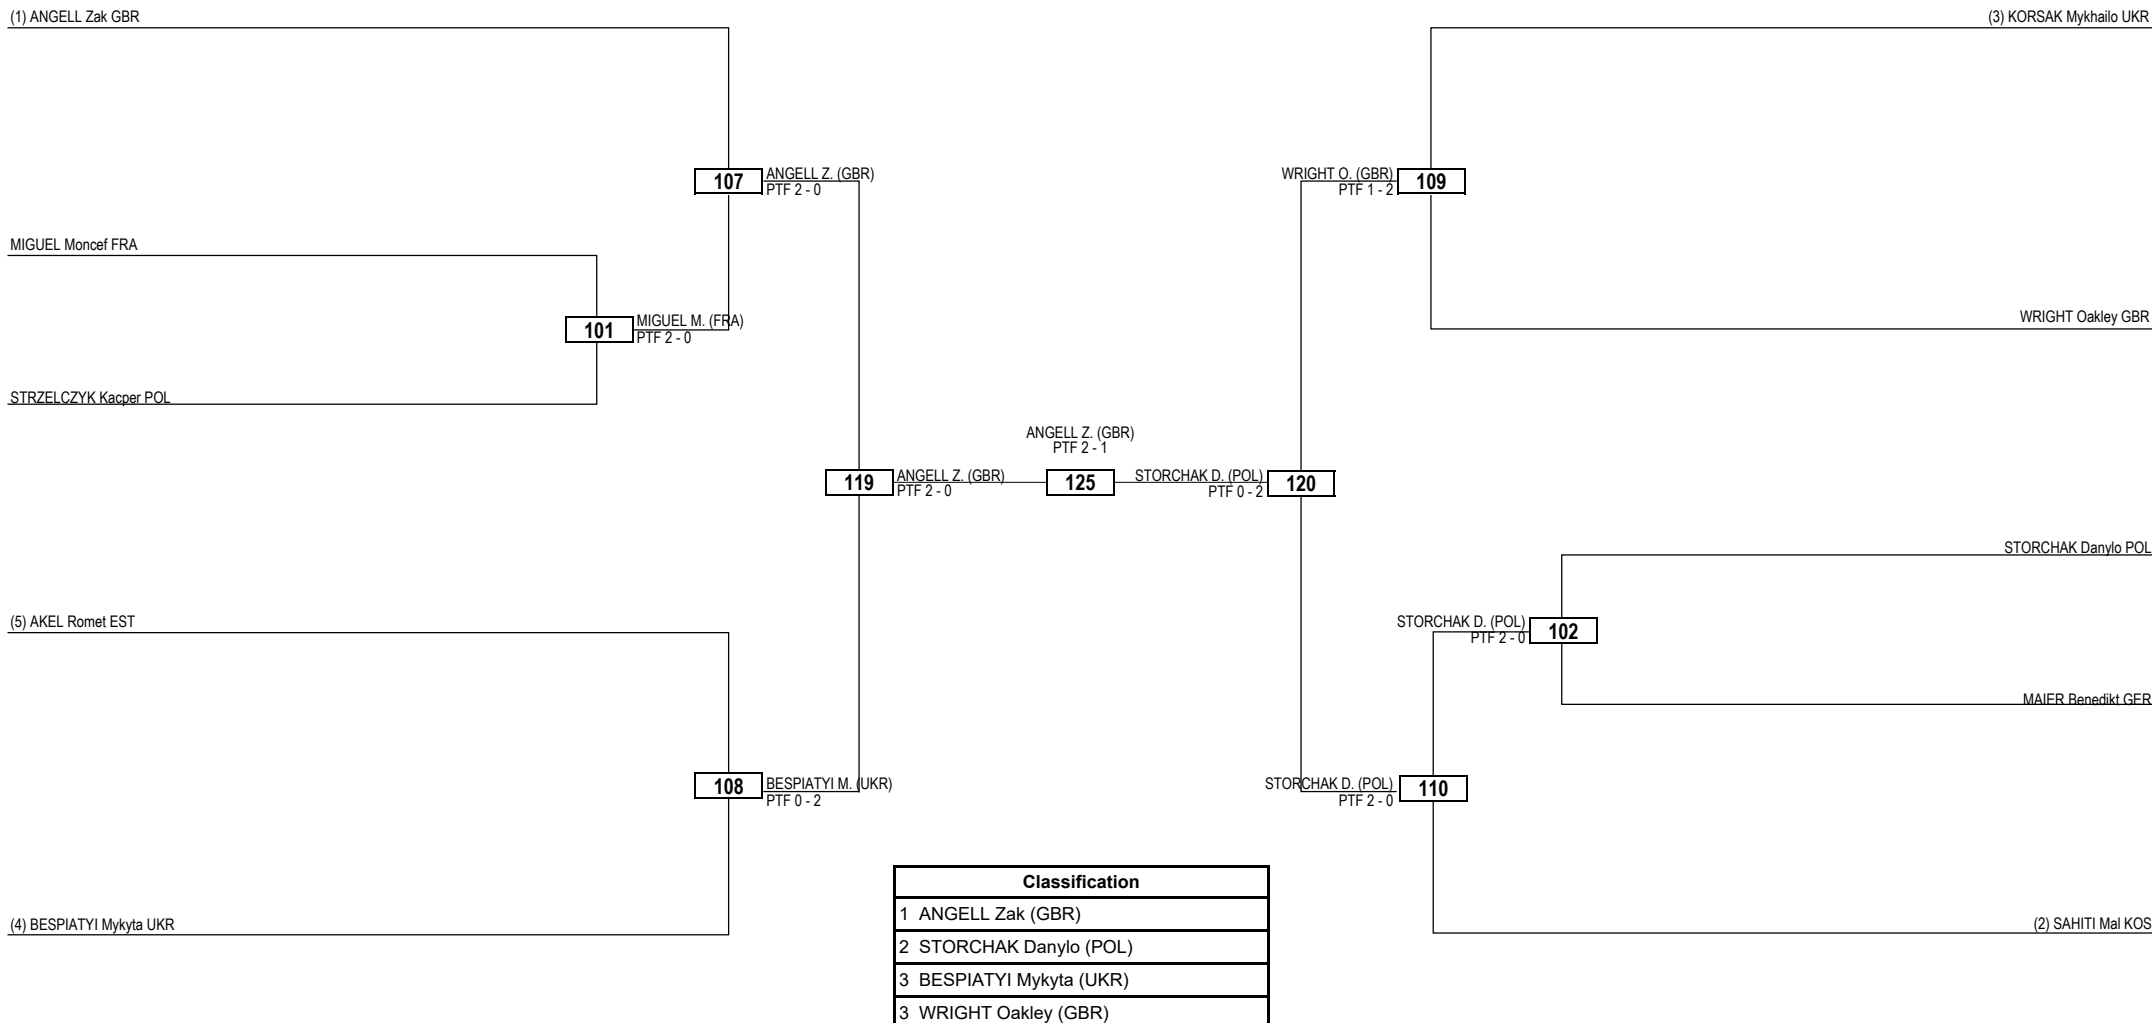 (1) ANGELL Zak GBR
(3) KORSAK Mykhailo UKR
107
ANGELL Z. (GBR)
PTF 2 - 0
WRIGHT O. (GBR)
PTF 1 - 2
109
MIGUEL Moncef FRA
101
MIGUEL M. (FRA)
PTF 2 - 0
WRIGHT Oakley GBR
STRZELCZYK Kacper POL
ANGELL Z. (GBR)
PTF 2 - 1
119
ANGELL Z. (GBR)
PTF 2 - 0
125
STORCHAK D. (POL)
PTF 0 - 2
120
STORCHAK Danylo POL
(5) AKEL Romet EST
STORCHAK D. (POL)
PTF 2 - 0
102
MAIER Benedikt GER
108
BESPIATYI M. (UKR)
PTF 0 - 2
STORCHAK D. (POL)
PTF 2 - 0
110
(4) BESPIATYI Mykyta UKR
(2) SAHITI Mal KOS
Classification
1 ANGELL Zak (GBR)
2 STORCHAK Danylo (POL)
3 BESPIATYI Mykyta (UKR)
3 WRIGHT Oakley (GBR)